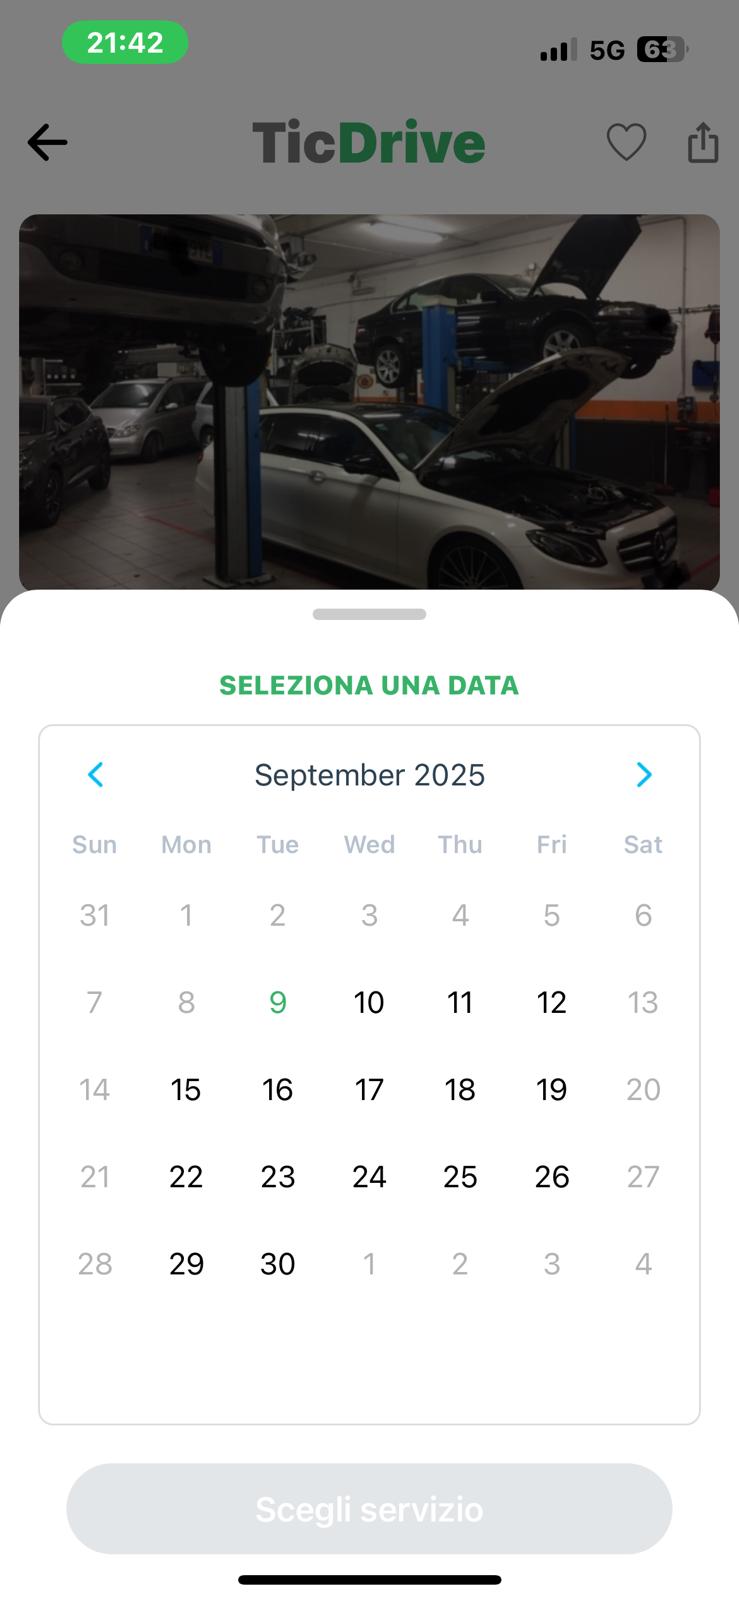 21:42 5G 63
TicDrive
SELEZIONA UNA DATA
September 2025
Sun Mon Tue Wed Thu Fri Sat
31 1 2 3 4 5 6
7 8 9 10 11 12 13
14 15 16 17 18 19 20
21 22 23 24 25 26 27
28 29 30 1 2 3 4
Scegli servizio